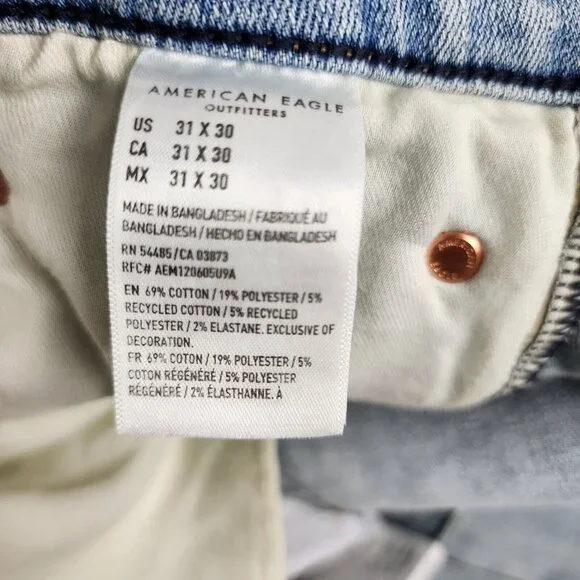 AMERICAN EAGLE
OUTFITTERS
US 31 X 30
CA 31 X 30
MX 31 X 30
MADE IN BANGLADESH / FABRIQUÉ AU
BANGLADESH / HECHO EN BANGLADESH
RN 54485 / CA 03873
RFC# AEM120605U9A
EN 69% COTTON / 19% POLYESTER / 5%
RECYCLED COTTON / 5% RECYCLED
POLYESTER / 2% ELASTANE. EXCLUSIVE OF
DECORATION.
FR 69% COTON / 19% POLYESTER / 5%
COTON RÉGÉNÉRÉ / 5% POLYESTER
RÉGÉNÉRÉ / 2% ÉLASTHANNE. À
AMERICAN